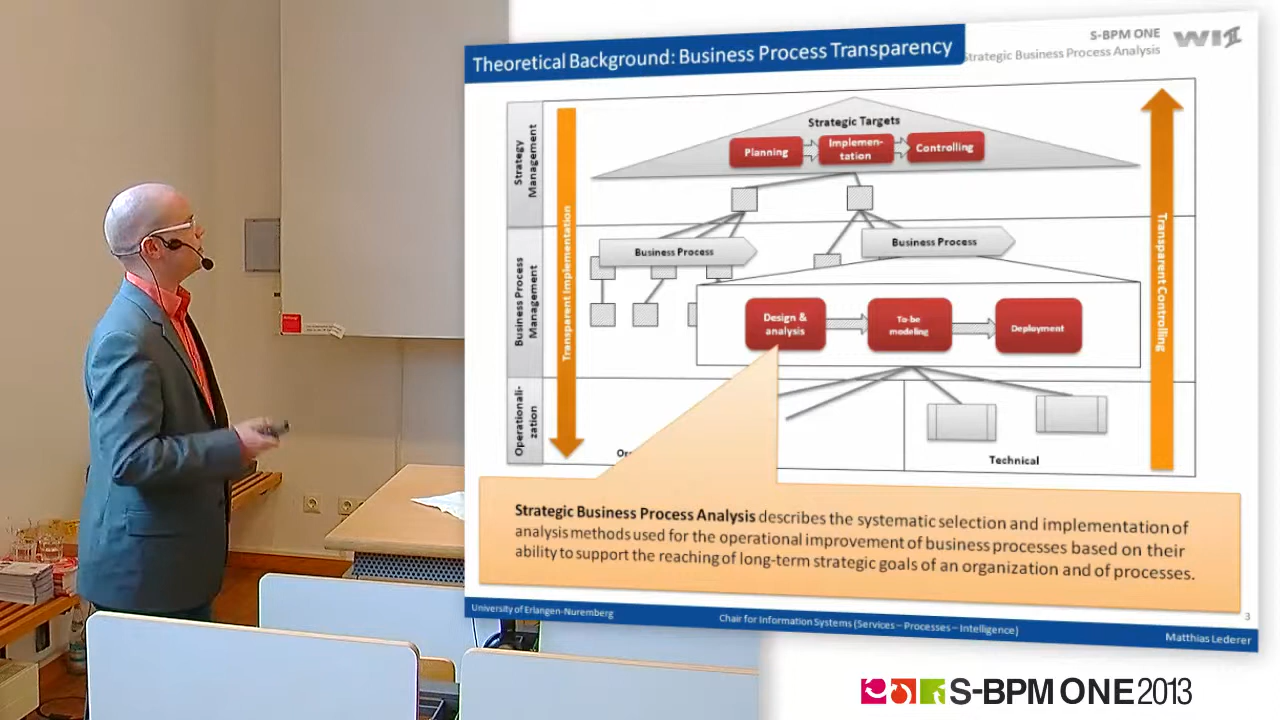 Theoretical Background: Business Process Transparency
S-BPM ONE
Strategic Business Process Analysis
WI II
Strategy
Management
Strategic Targets
Planning
Implemen-
tation
Controlling
Transparent Implementation
Transparent Controlling
Business Process
Management
Business Process
Business Process
Design &
analysis
To-be
modeling
Deployment
Operationali-
zation
Technical
Strategic Business Process Analysis describes the systematic selection and implementation of
analysis methods used for the operational improvement of business processes based on their
ability to support the reaching of long-term strategic goals of an organization and of processes.
3
University of Erlangen-Nuremberg
Chair for Information Systems (Services – Processes – Intelligence)
Matthias Lederer
S-BPM ONE 2013